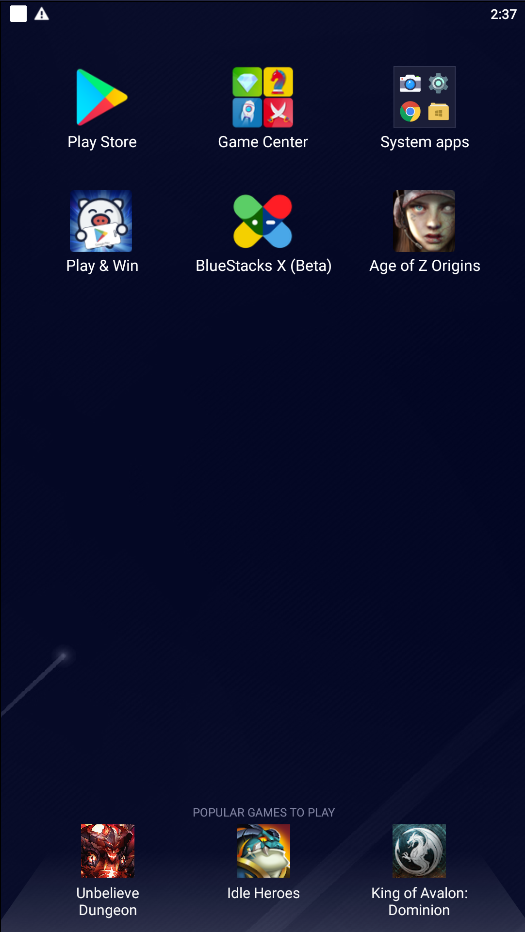 2:37
Play Store
Game Center
System apps
Play & Win
BlueStacks X (Beta)
Age of Z Origins
POPULAR GAMES TO PLAY
Unbelieve
Dungeon
Idle Heroes
King of Avalon:
Dominion